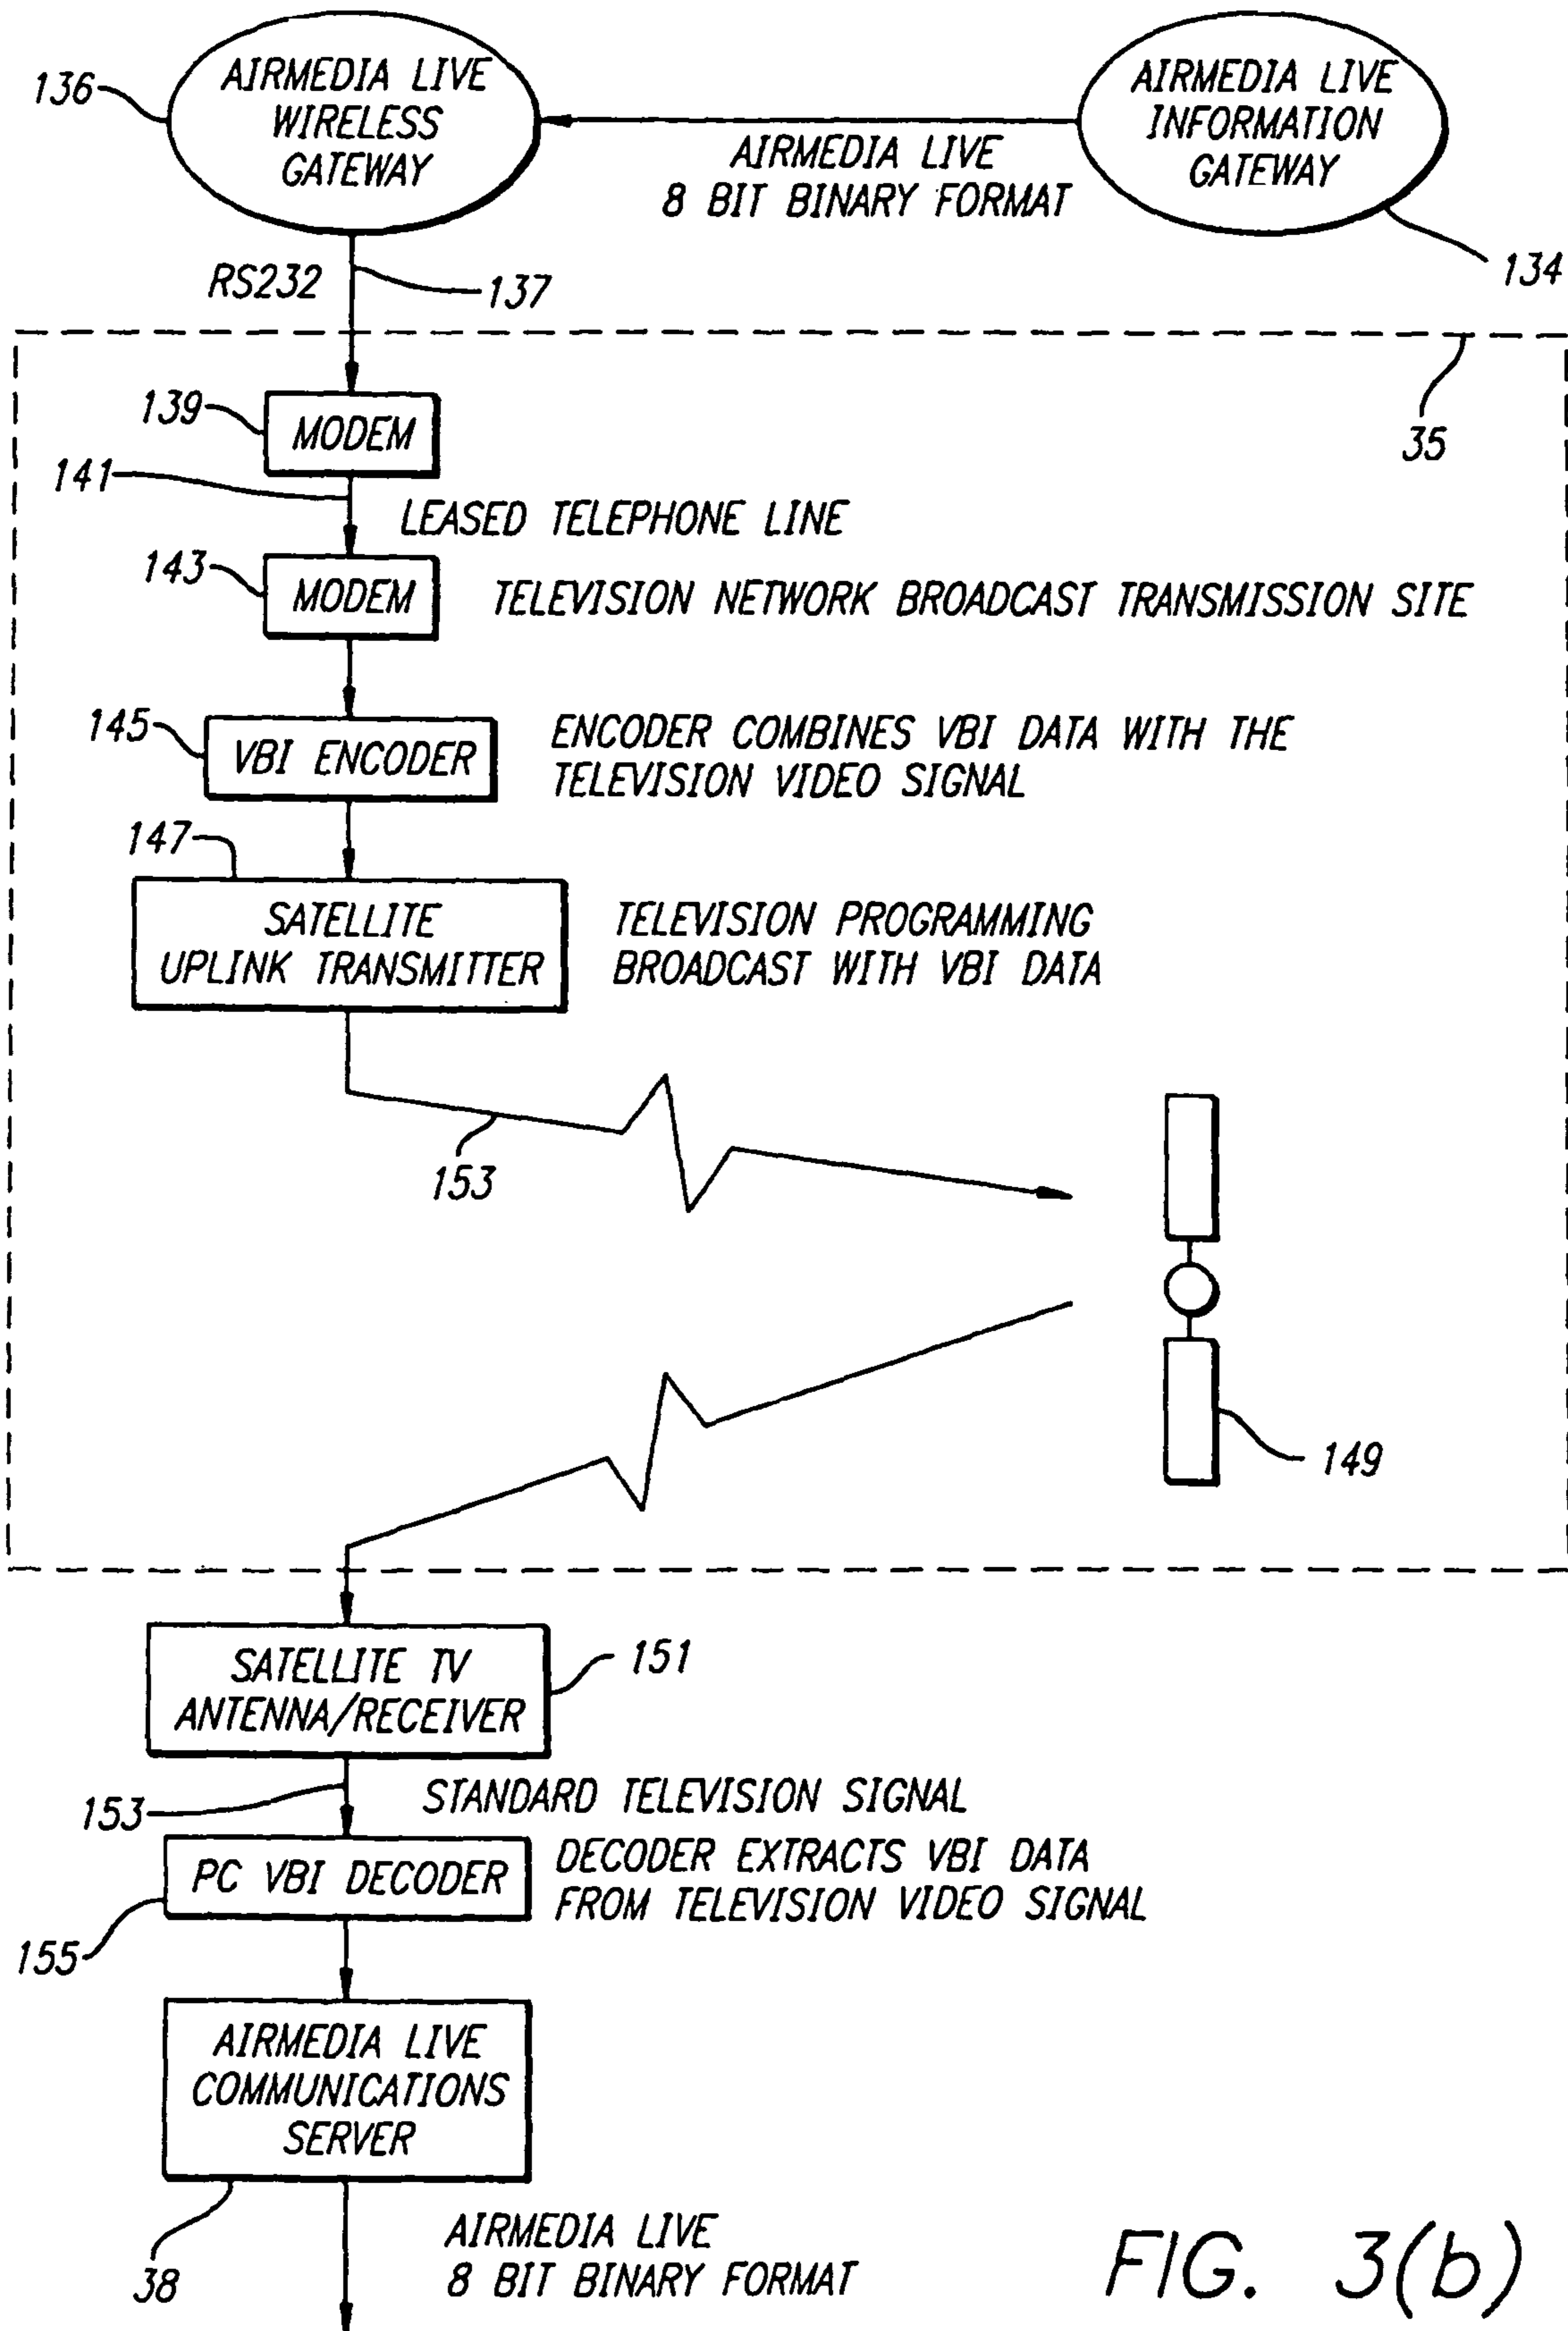 AIRMEDIA LIVE
WIRELESS
GATEWAY
136
AIRMEDIA LIVE
8 BIT BINARY FORMAT
AIRMEDIA LIVE
INFORMATION
GATEWAY
134
RS232
137
35
139
MODEM
141
LEASED TELEPHONE LINE
143
MODEM
TELEVISION NETWORK BROADCAST TRANSMISSION SITE
145
VBI ENCODER
ENCODER COMBINES VBI DATA WITH THE
TELEVISION VIDEO SIGNAL
147
SATELLITE
UPLINK TRANSMITTER
TELEVISION PROGRAMMING
BROADCAST WITH VBI DATA
153
149
SATELLITE TV
ANTENNA/RECEIVER
151
153
STANDARD TELEVISION SIGNAL
PC VBI DECODER
DECODER EXTRACTS VBI DATA
FROM TELEVISION VIDEO SIGNAL
155
AIRMEDIA LIVE
COMMUNICATIONS
SERVER
38
AIRMEDIA LIVE
8 BIT BINARY FORMAT
FIG. 3(b)